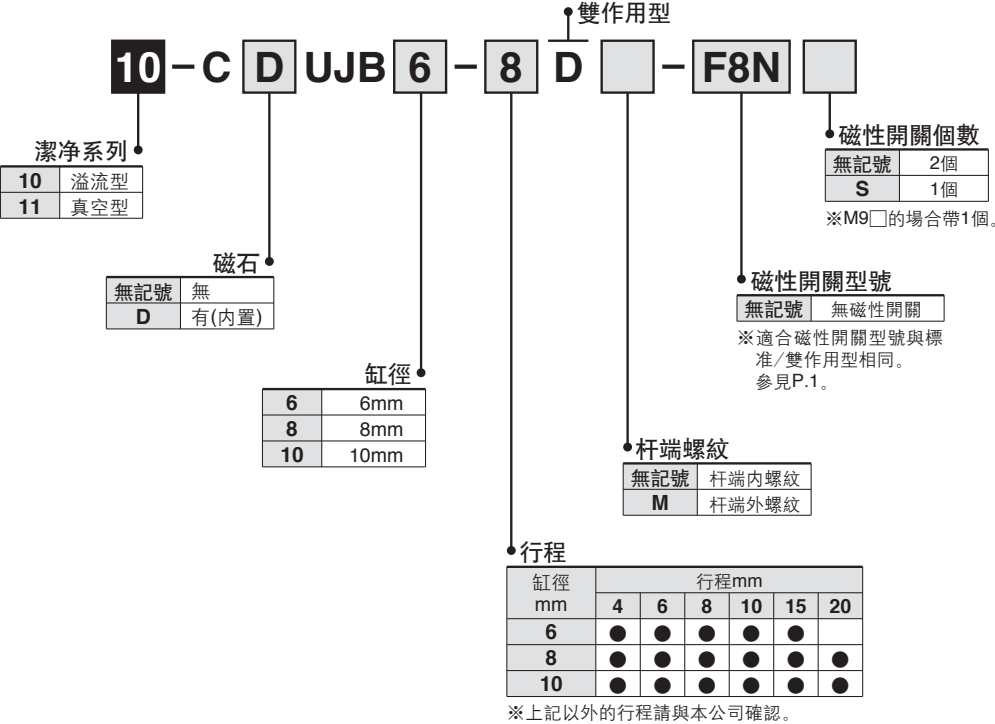 雙作用型
10-CDUJB6-8D□-F8N□
潔净系列
10 溢流型
11 真空型
磁石
無記號 無
D 有(内置)
缸徑
6 6mm
8 8mm
10 10mm
磁性開關個數
無記號 2個
S 1個
※M9□的場合帶1個。
磁性開關型號
無記號 無磁性開關
※適合磁性開關型號與標
准/雙作用型相同。
參見P.1。
杆端螺紋
無記號 杆端内螺紋
M 杆端外螺紋
行程
缸徑 行程mm
mm 4 6 8 10 15 20
6 ● ● ● ● ●
8 ● ● ● ● ● ●
10 ● ● ● ● ● ●
※上記以外的行程請與本公司確認。